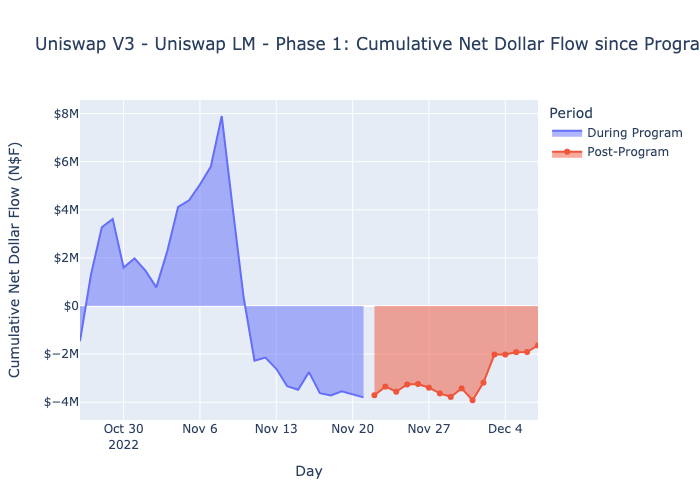 Uniswap V3 - Uniswap LM - Phase 1: Cumulative Net Dollar Flow since Progra
Period
During Program
Post-Program
Cumulative Net Dollar Flow (N$F)
$8M
$6M
$4M
$2M
$0
$−2M
$−4M
Oct 30
2022
Nov 6
Nov 13
Nov 20
Nov 27
Dec 4
Day